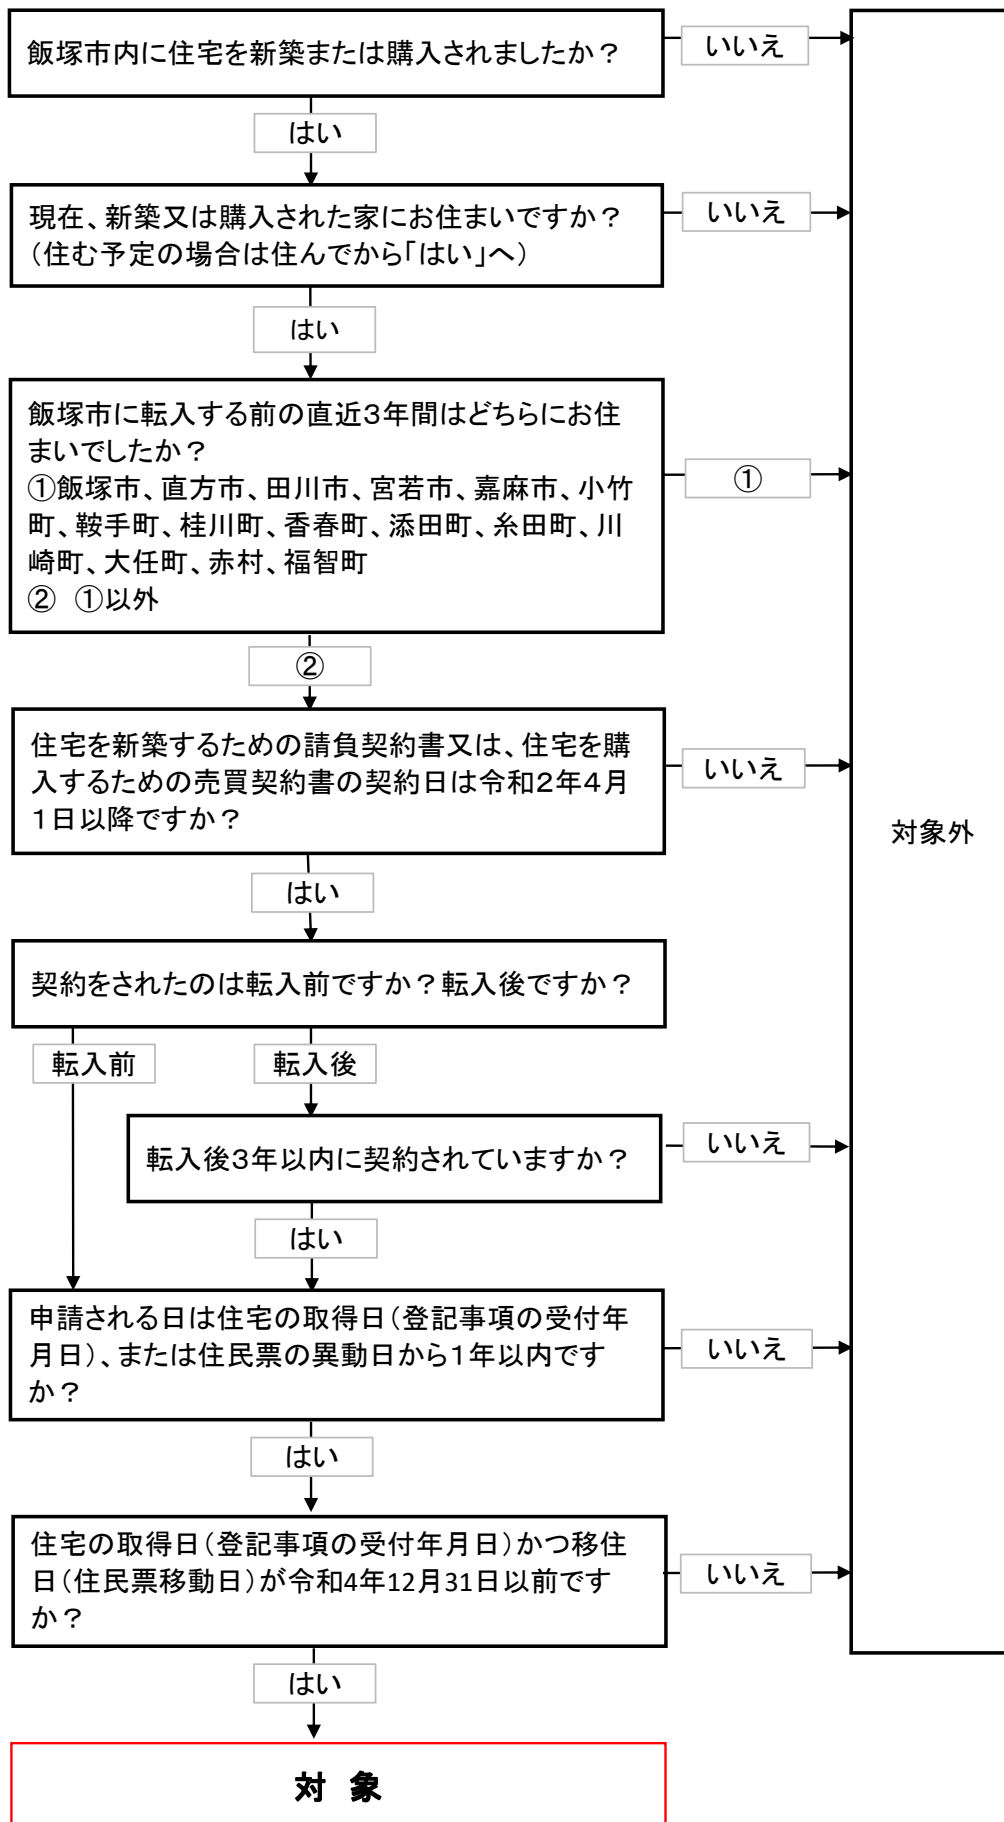 飯塚市内に住宅を新築または購入されましたか？
いいえ
はい
現在、新築又は購入された家にお住まいですか？
（住む予定の場合は住んでから「はい」へ）
いいえ
はい
飯塚市に転入する前の直近３年間はどちらにお住
まいでしたか？
①飯塚市、直方市、田川市、宮若市、嘉麻市、小竹
町、鞍手町、桂川町、香春町、添田町、糸田町、川
崎町、大任町、赤村、福智町
②　①以外
①
②
住宅を新築するための請負契約書又は、住宅を購
入するための売買契約書の契約日は令和２年４月
１日以降ですか？
いいえ
対象外
はい
契約をされたのは転入前ですか？転入後ですか？
転入前
転入後
転入後３年以内に契約されていますか？
いいえ
はい
申請される日は住宅の取得日（登記事項の受付年
月日）、または住民票の異動日から１年以内です
か？
いいえ
はい
住宅の取得日（登記事項の受付年月日）かつ移住
日（住民票移動日）が令和4年12月31日以前です
か？
いいえ
はい
対　象